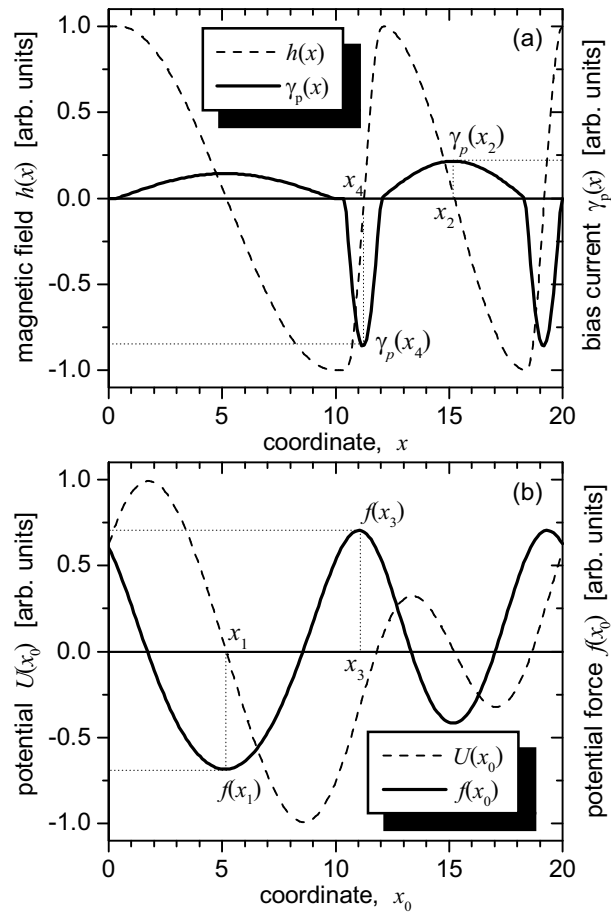 (a)
h(x)
γp(x)
magnetic field h(x) [arb. units]
bias current γp(x) [arb. units]
1.0
0.5
0.0
-0.5
-1.0
γp(x2)
x4
x2
γp(x4)
0 5 10 15 20
coordinate, x
(b)
potential U(x0) [arb. units]
potential force f(x0) [arb. units]
1.0
0.5
0.0
-0.5
-1.0
f(x3)
x1
x3
f(x1)
U(x0)
f(x0)
0 5 10 15 20
coordinate, x0